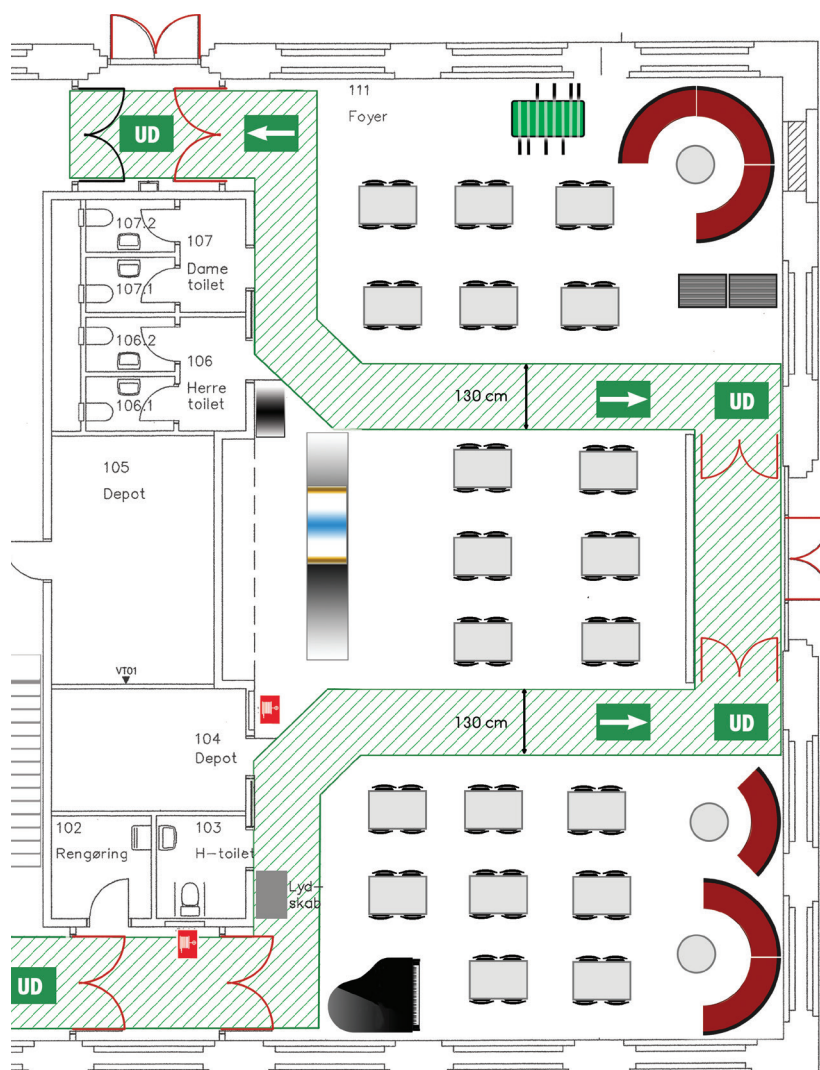 111
Foyer
UD
107.2
107
Dame
toilet
107.1
106.2
106
Herre
toilet
106.1
130 cm
UD
105
Depot
VT01
130 cm
UD
104
Depot
102
Rengøring
103
H-toilet
Lyd-
skab
UD